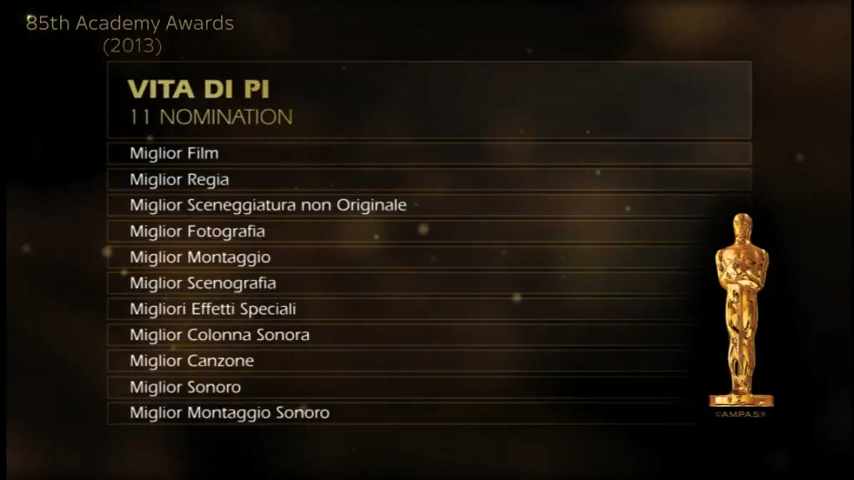 85th Academy Awards
(2013)
VITA DI PI
11 NOMINATION
Miglior Film
Miglior Regia
Miglior Sceneggiatura non Originale
Miglior Fotografia
Miglior Montaggio
Miglior Scenografia
Migliori Effetti Speciali
Miglior Colonna Sonora
Miglior Canzone
Miglior Sonoro
Miglior Montaggio Sonoro
©A.M.P.A.S.®